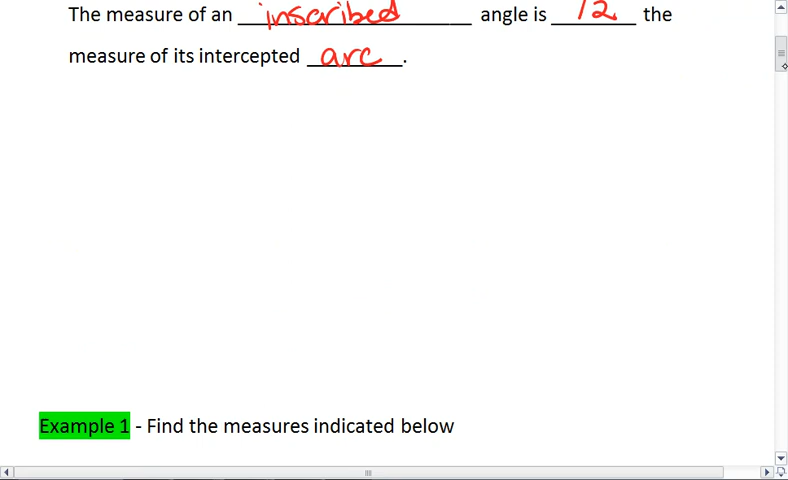 The measure of an inscribed angle is 1/2 the
measure of its intercepted arc.
Example 1 - Find the measures indicated below